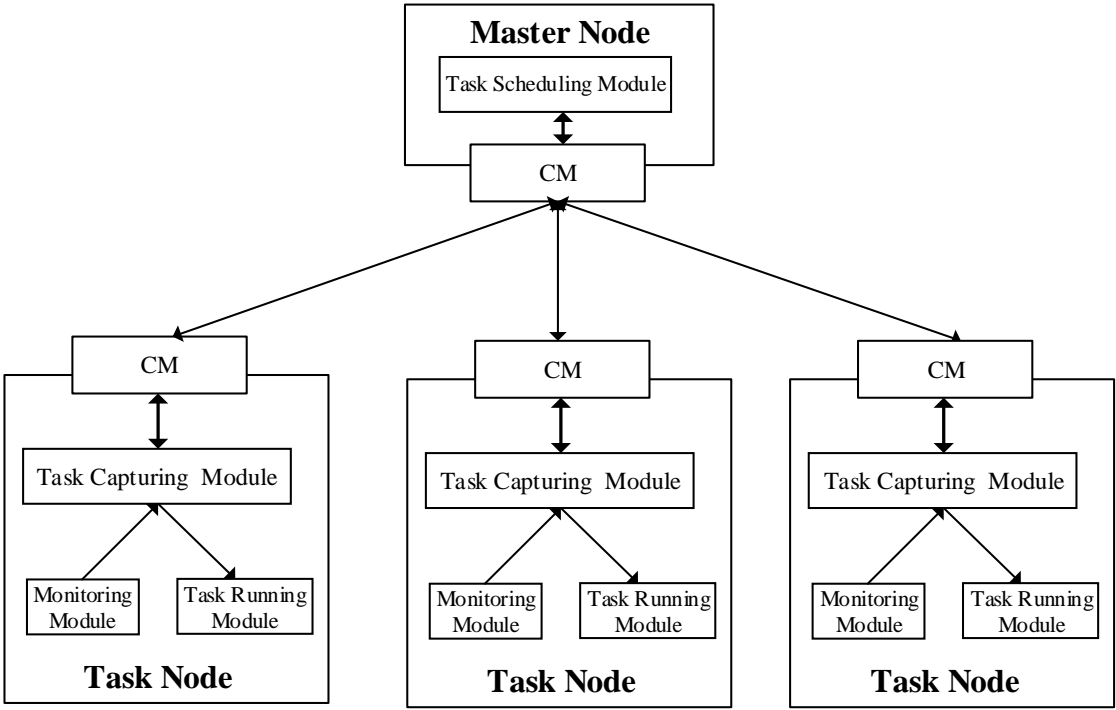 Master Node
Task Scheduling Module
CM
CM
Task Capturing Module
Monitoring
Module
Task Running
Module
Task Node
CM
Task Capturing Module
Monitoring
Module
Task Running
Module
Task Node
CM
Task Capturing Module
Monitoring
Module
Task Running
Module
Task Node